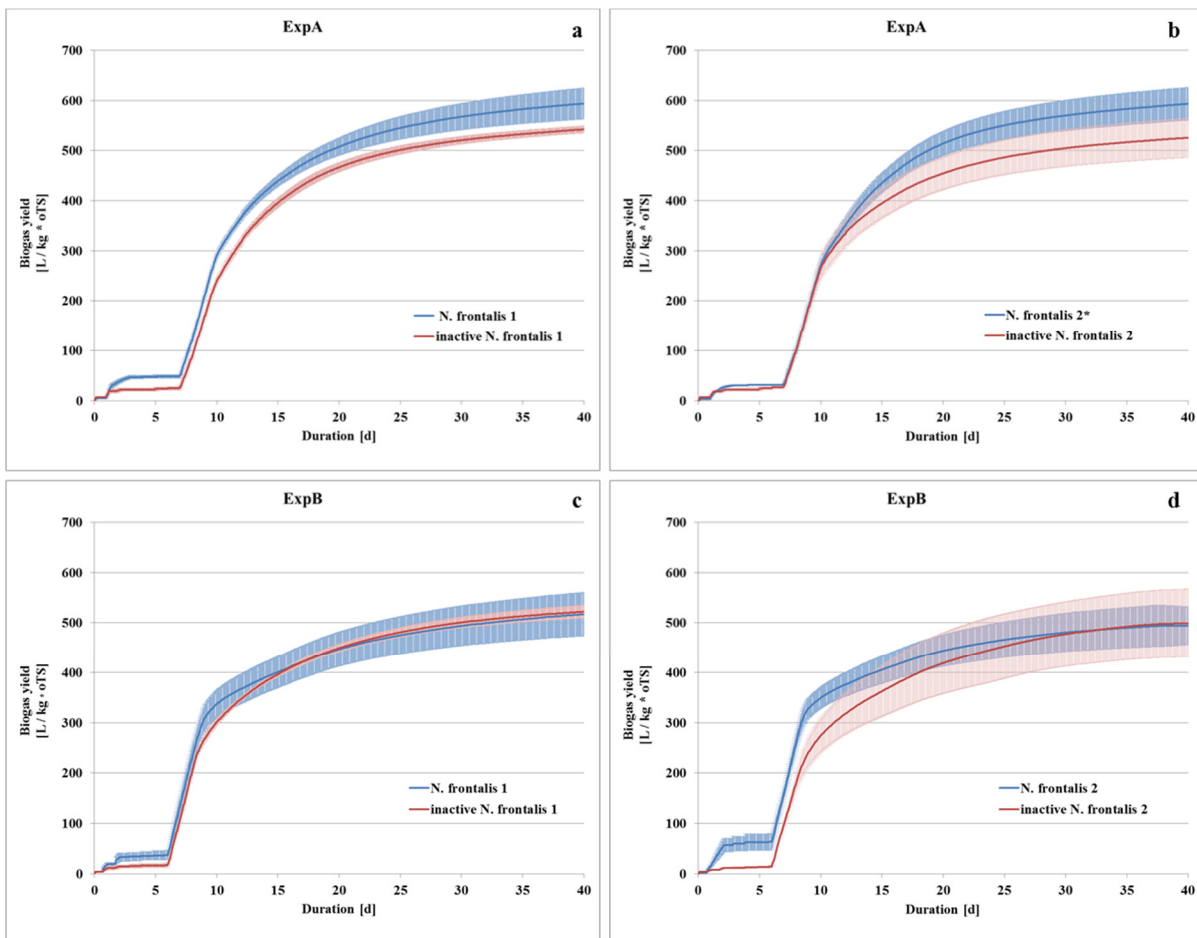 ExpA
a
700
600
500
400
300
200
100
0
Biogas yield
[L / kg * oTS]
N. frontalis 1
inactive N. frontalis 1
0 5 10 15 20 25 30 35 40
Duration [d]
ExpA
b
700
600
500
400
300
200
100
0
Biogas yield
[L / kg * oTS]
N. frontalis 2*
inactive N. frontalis 2
0 5 10 15 20 25 30 35 40
Duration [d]
ExpB
c
700
600
500
400
300
200
100
0
Biogas yield
[L / kg * oTS]
N. frontalis 1
inactive N. frontalis 1
0 5 10 15 20 25 30 35 40
Duration [d]
ExpB
d
700
600
500
400
300
200
100
0
Biogas yield
[L / kg * oTS]
N. frontalis 2
inactive N. frontalis 2
0 5 10 15 20 25 30 35 40
Duration [d]